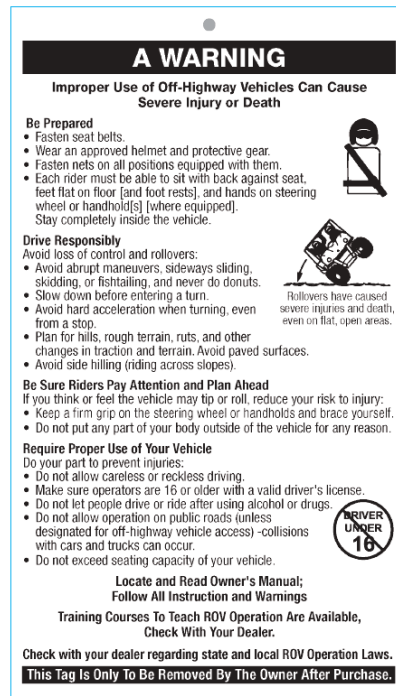 A WARNING
Improper Use of Off-Highway Vehicles Can Cause
Severe Injury or Death
Be Prepared
• Fasten seat belts.
• Wear an approved helmet and protective gear.
• Fasten nets on all positions equipped with them.
• Each rider must be able to sit with back against seat,
feet flat on floor [and foot rests], and hands on steering
wheel or handhold[s] [where equipped].
Stay completely inside the vehicle.
Drive Responsibly
Avoid loss of control and rollovers:
• Avoid abrupt maneuvers, sideways sliding,
skidding, or fishtailing, and never do donuts.
• Slow down before entering a turn.
• Avoid hard acceleration when turning, even
from a stop.
• Plan for hills, rough terrain, ruts, and other
changes in traction and terrain. Avoid paved surfaces.
• Avoid side hilling (riding across slopes).
Rollovers have caused
severe injuries and death,
even on flat, open areas.
Be Sure Riders Pay Attention and Plan Ahead
If you think or feel the vehicle may tip or roll, reduce your risk to injury:
• Keep a firm grip on the steering wheel or handholds and brace yourself.
• Do not put any part of your body outside of the vehicle for any reason.
Require Proper Use of Your Vehicle
Do your part to prevent injuries:
• Do not allow careless or reckless driving.
• Make sure operators are 16 or older with a valid driver's license.
• Do not let people drive or ride after using alcohol or drugs.
• Do not allow operation on public roads (unless
designated for off-highway vehicle access) -collisions
with cars and trucks can occur.
• Do not exceed seating capacity of your vehicle.
DRIVER
UNDER
16
Locate and Read Owner's Manual;
Follow All Instruction and Warnings
Training Courses To Teach ROV Operation Are Available,
Check With Your Dealer.
Check with your dealer regarding state and local ROV Operation Laws.
This Tag Is Only To Be Removed By The Owner After Purchase.